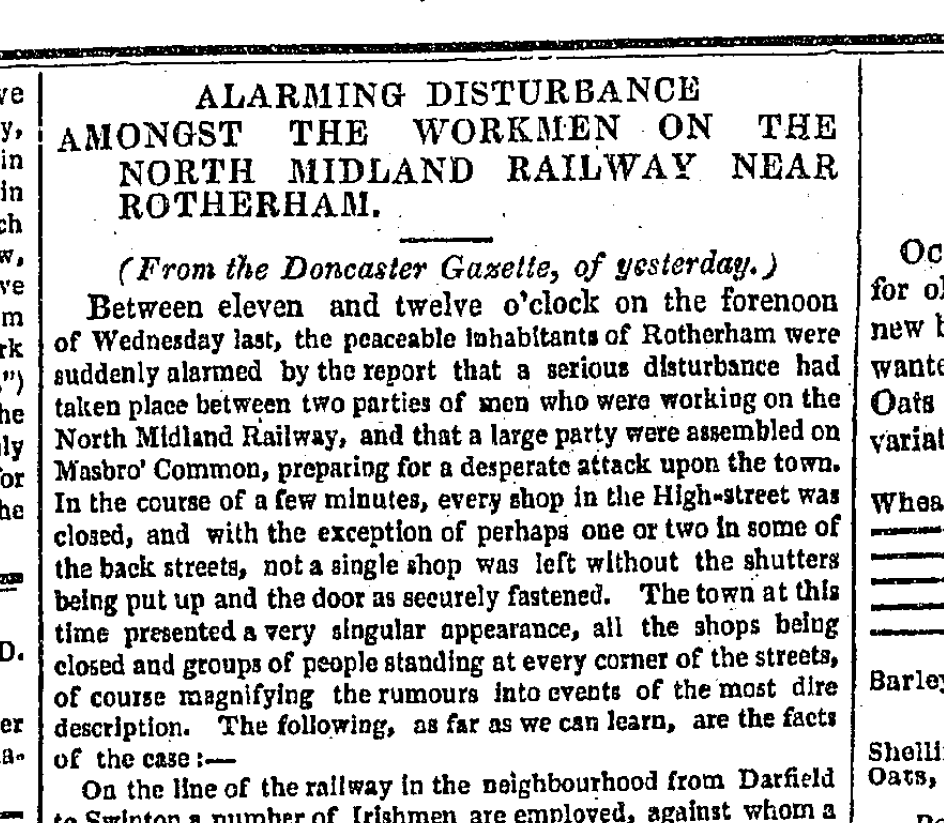 ALARMING DISTURBANCE
AMONGST THE WORKMEN ON THE
NORTH MIDLAND RAILWAY NEAR
ROTHERHAM.
(From the Doncaster Gazette, of yesterday.)
Between eleven and twelve o'clock on the forenoon
of Wednesday last, the peaceable inhabitants of Rotherham were
suddenly alarmed by the report that a serious disturbance had
taken place between two parties of men who were working on the
North Midland Railway, and that a large party were assembled on
Masbro' Common, preparing for a desperate attack upon the town.
In the course of a few minutes, every shop in the High-street was
closed, and with the exception of perhaps one or two in some of
the back streets, not a single shop was left without the shutters
being put up and the door as securely fastened. The town at this
time presented a very singular appearance, all the shops being
closed and groups of people standing at every corner of the streets,
of course magnifying the rumours into events of the most dire
description. The following, as far as we can learn, are the facts
of the case:—
On the line of the railway in the neighbourhood from Darfield
to Swinton a number of Irishmen are employed, against whom a
for
new
Oats
Barley
Oats,